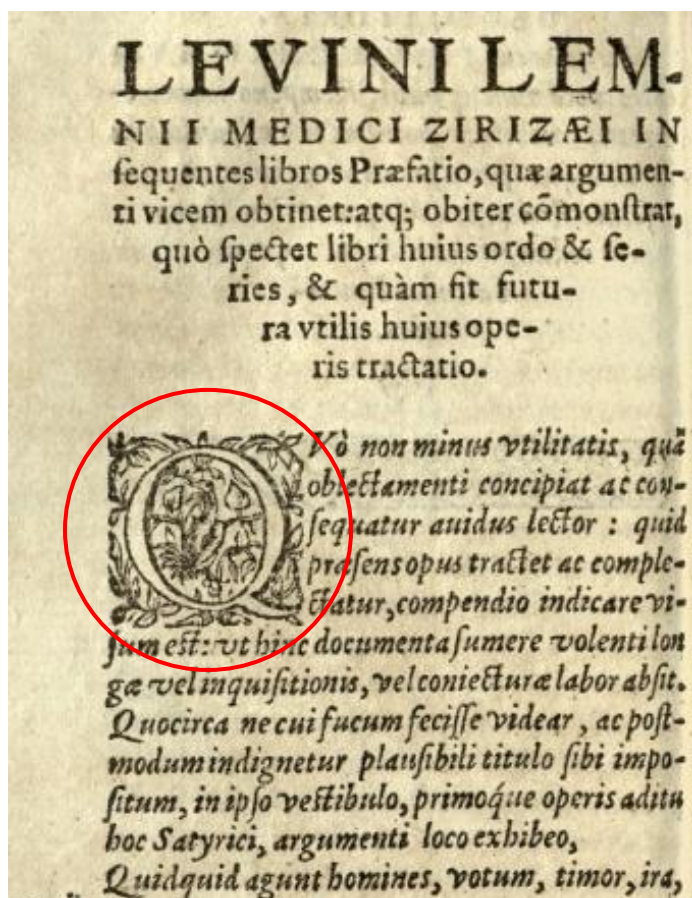 LEVINI LEM-
NII MEDICI ZIRIZÆI IN
ſequentes libros Præfatio, quæ argumen-
ti vicem obtinet: atq; obiter cõmonſtrat,
quò ſpectet libri huius ordo & ſe-
ries, & quàm ſit futu-
ra vtilis huius ope-
ris tractatio.
QVò non minus vtilitatis, quã
oblectamenti concipiat ac con-
ſequatur auidus lector : quid
præſens opus tractet ac comple-
ctatur, compendio indicare vi-
ſum eſt: vt hinc documenta ſumere volenti lon
gæ vel inquiſitionis, vel coniecturæ labor abſit.
Quocirca ne cui fucum feciſſe videar, ac poſt-
modum indignetur plauſibili titulo ſibi impo-
ſitum, in ipſo veſtibulo, primoq́ue operis aditu
hoc Satyrici, argumenti loco exhibeo,
Quidquid agunt homines, votum, timor, ira,